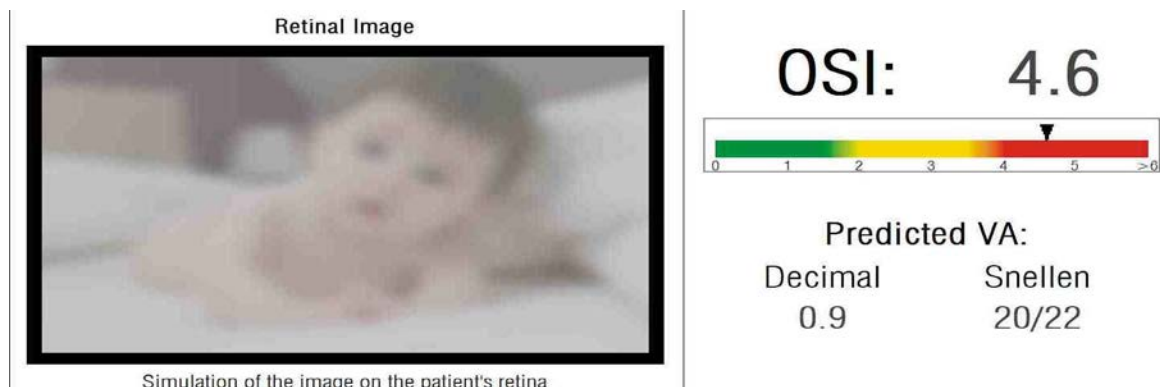 Retinal Image
Simulation of the image on the patient's retina
OSI: 4.6
0 1 2 3 4 5 >6
Predicted VA:
Decimal Snellen
0.9 20/22